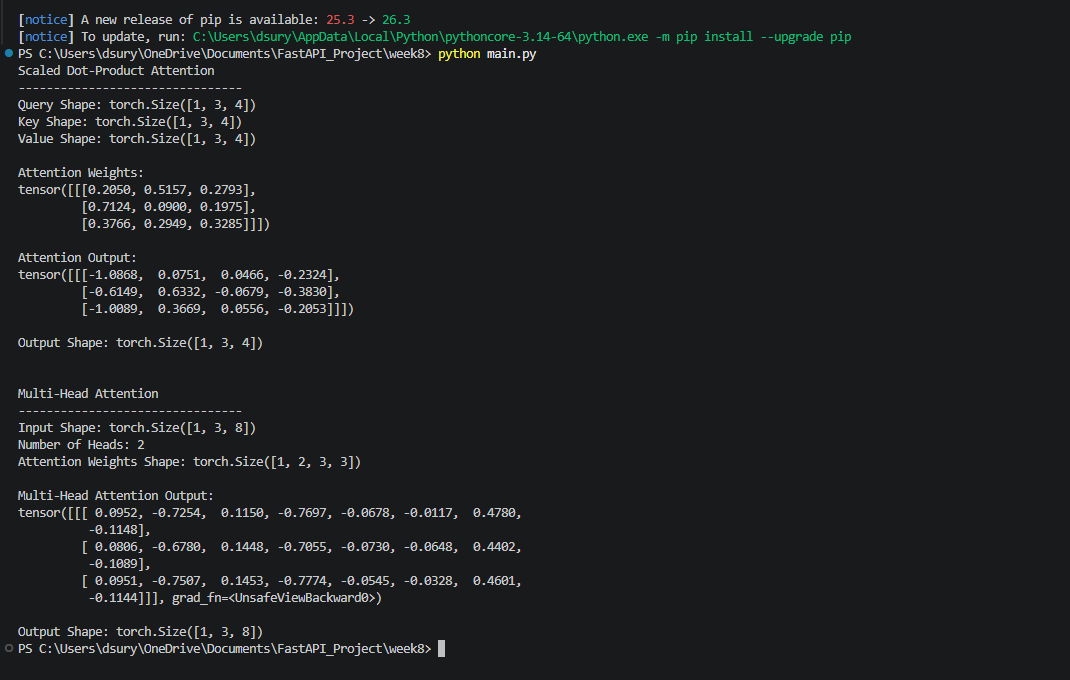 [notice] A new release of pip is available: 25.3 -> 26.3
[notice] To update, run: C:\Users\dsury\AppData\Local\Python\pythoncore-3.14-64\python.exe -m pip install --upgrade pip
PS C:\Users\dsury\OneDrive\Documents\FastAPI_Project\week8> python main.py
Scaled Dot-Product Attention
--------------------------------
Query Shape: torch.Size([1, 3, 4])
Key Shape: torch.Size([1, 3, 4])
Value Shape: torch.Size([1, 3, 4])

Attention Weights:
tensor([[[0.2050, 0.5157, 0.2793],
         [0.7124, 0.0900, 0.1975],
         [0.3766, 0.2949, 0.3285]]])

Attention Output:
tensor([[[-1.0868,  0.0751,  0.0466, -0.2324],
         [-0.6149,  0.6332, -0.0679, -0.3830],
         [-1.0089,  0.3669,  0.0556, -0.2053]]])

Output Shape: torch.Size([1, 3, 4])


Multi-Head Attention
--------------------------------
Input Shape: torch.Size([1, 3, 8])
Number of Heads: 2
Attention Weights Shape: torch.Size([1, 2, 3, 3])

Multi-Head Attention Output:
tensor([[[ 0.0952, -0.7254,  0.1150, -0.7697, -0.0678, -0.0117,  0.4780,
          -0.1148],
         [ 0.0806, -0.6780,  0.1448, -0.7055, -0.0730, -0.0648,  0.4402,
          -0.1089],
         [ 0.0951, -0.7507,  0.1453, -0.7774, -0.0545, -0.0328,  0.4601,
          -0.1144]]], grad_fn=<UnsafeViewBackward0>)

Output Shape: torch.Size([1, 3, 8])
PS C:\Users\dsury\OneDrive\Documents\FastAPI_Project\week8>